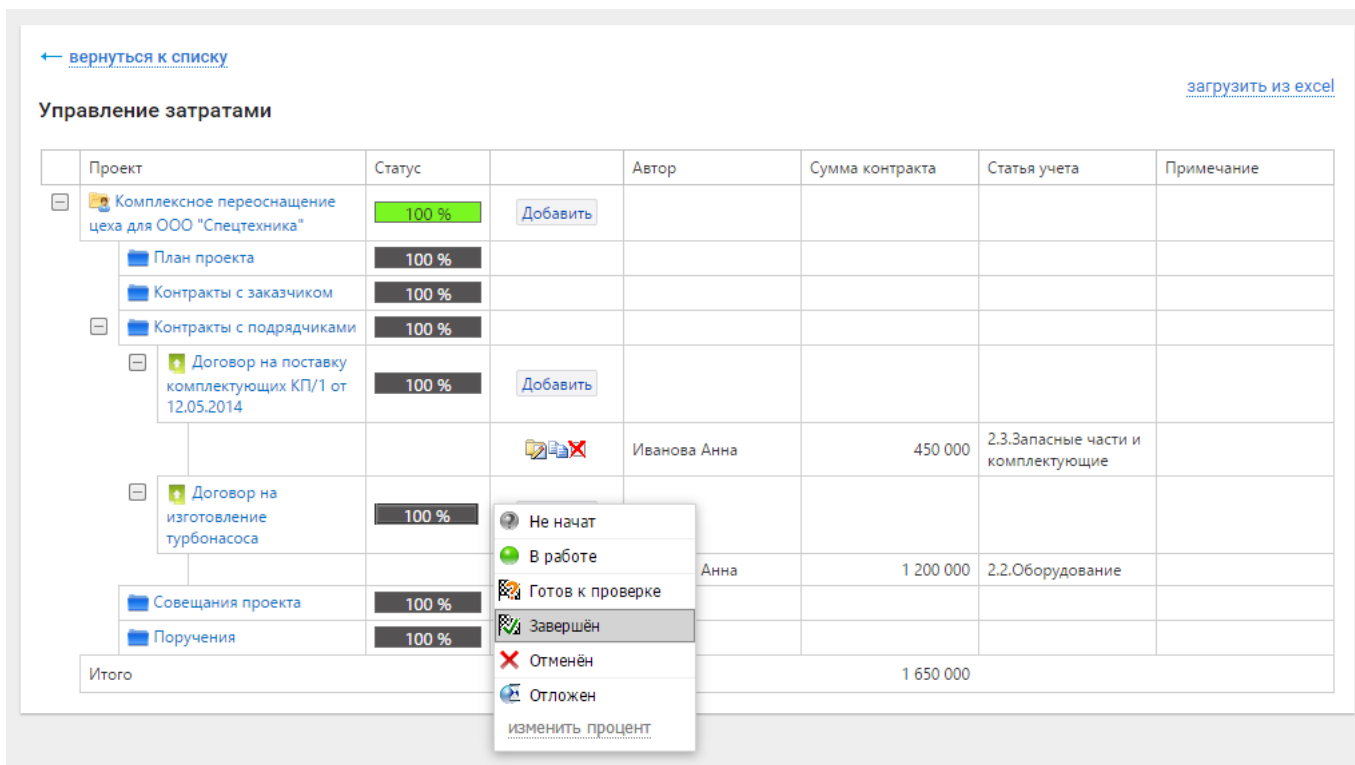 вернуться к списку
загрузить из excel
Управление затратами
Проект Статус Автор Сумма контракта Статья учета Примечание
Комплексное переоснащение
цеха для ООО "Спецтехника"
100 % Добавить
План проекта 100 %
Контракты с заказчиком 100 %
Контракты с подрядчиками 100 %
Договор на поставку
комплектующих КП/1 от
12.05.2014
100 % Добавить
Иванова Анна 450 000 2.3.Запасные части и
комплектующие
Договор на
изготовление
турбонасоса
100 %
Анна 1 200 000 2.2.Оборудование
Совещания проекта 100 %
Поручения 100 %
Итого 1 650 000
Не начат
В работе
Готов к проверке
Завершён
Отменён
Отложен
изменить процент